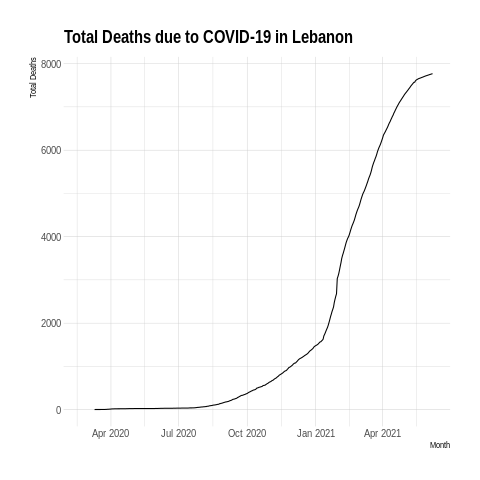 Total Deaths due to COVID-19 in Lebanon
Total Deaths
8000
6000
4000
2000
0
Apr 2020 Jul 2020 Oct 2020 Jan 2021 Apr 2021
Month